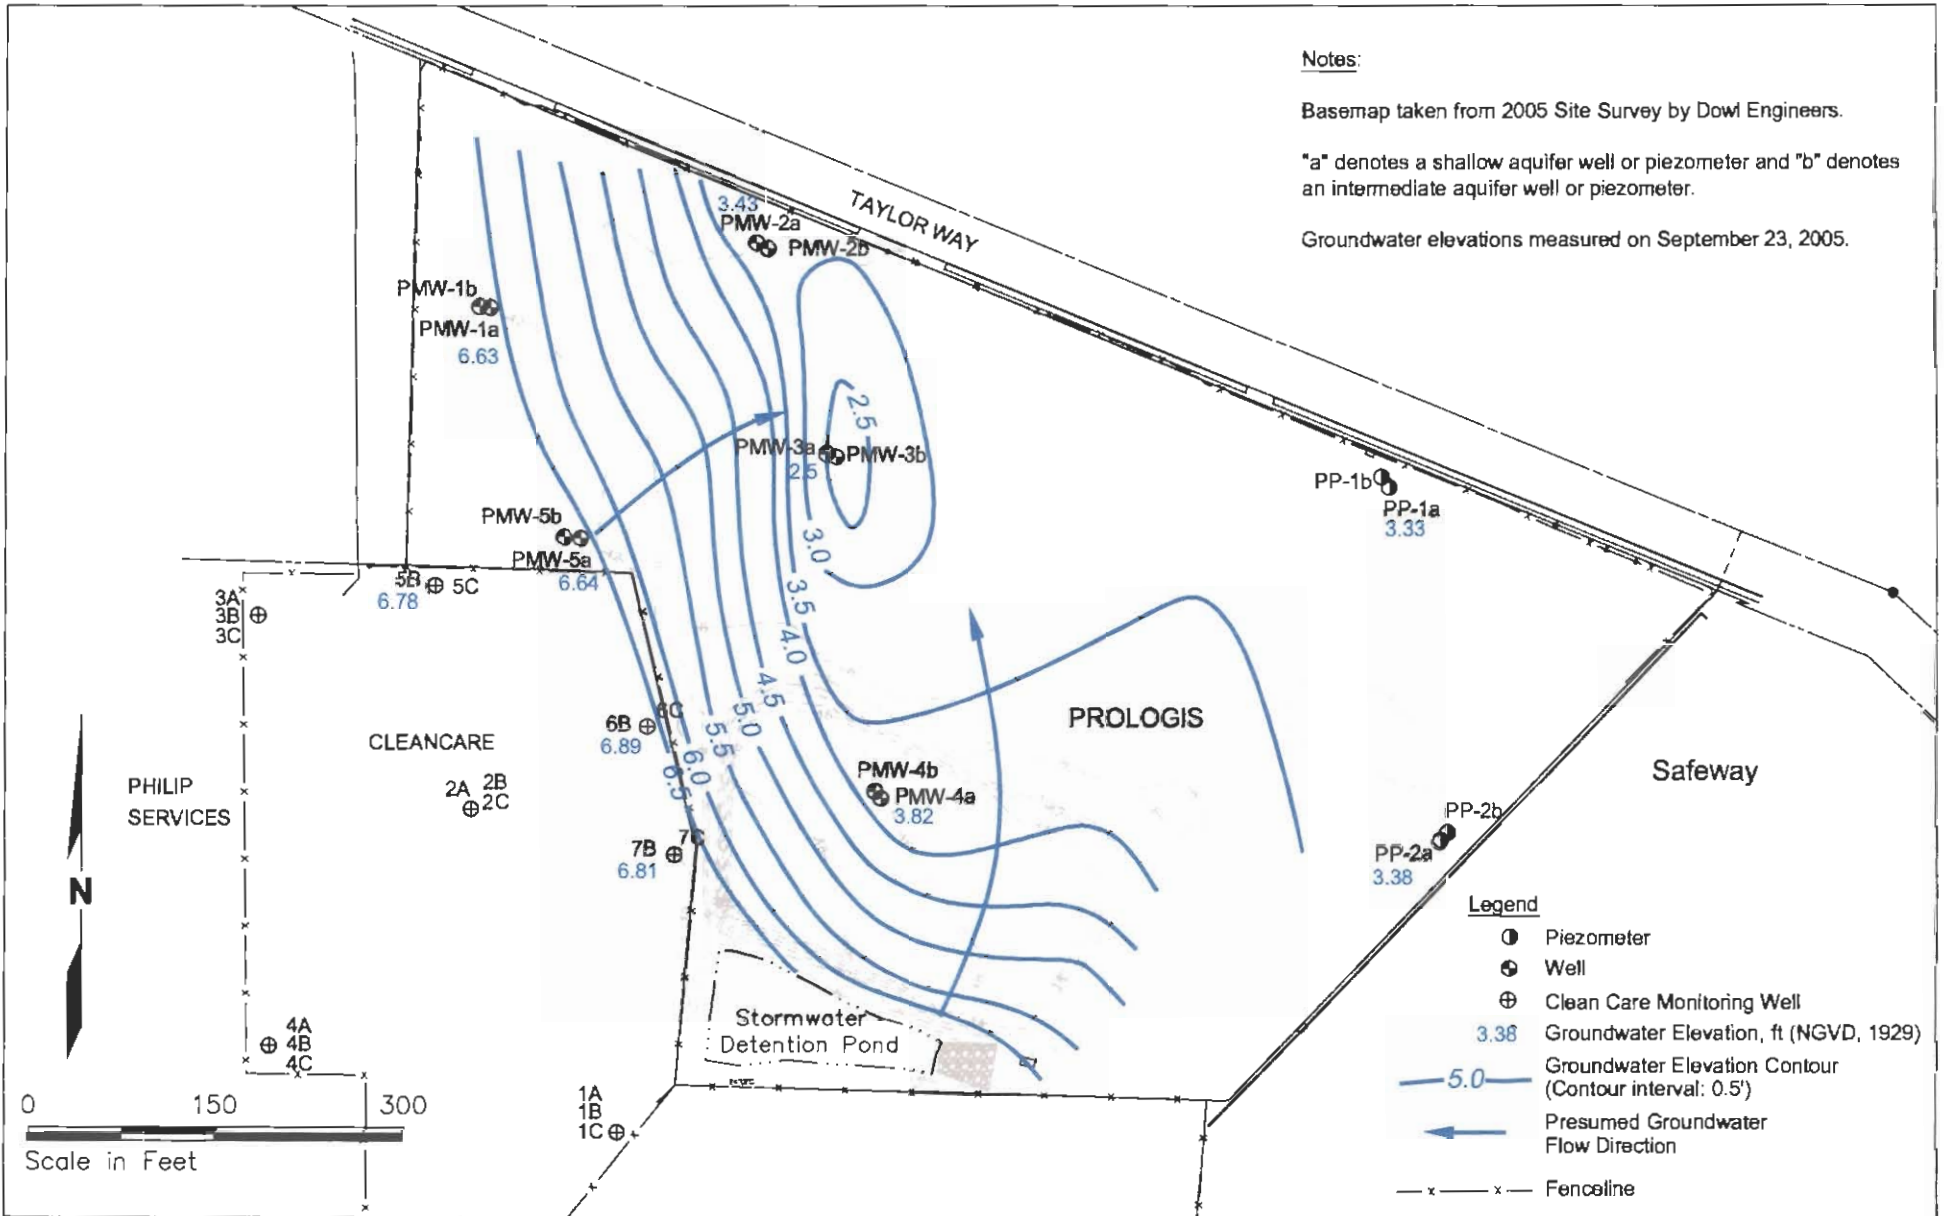 Notes:
Basemap taken from 2005 Site Survey by Dowl Engineers.
"a" denotes a shallow aquifer well or piezometer and "b" denotes
an intermediate aquifer well or piezometer.
Groundwater elevations measured on September 23, 2005.
TAYLOR WAY
3.43
PMW-2a
PMW-2b
PMW-1b
PMW-1a
6.63
2.5
PMW-3a
PMW-3b
2.5
PP-1b
PP-1a
3.33
PMW-5b
PMW-5a
6.64
3.0
5B
5C
6.78
3A
3B
3C
3.5
4.0
4.5
5.0
5.5
6.0
6.5
6B
6C
6.89
CLEANCARE
PROLOGIS
Safeway
PHILIP
SERVICES
2A
2B
2C
PMW-4b
PMW-4a
3.82
7B
7C
6.81
PP-2b
PP-2a
3.38
N
Stormwater
Detention Pond
4A
4B
4C
1A
1B
1C
0
150
300
Scale in Feet
Legend
Piezometer
Well
Clean Care Monitoring Well
3.38
Groundwater Elevation, ft (NGVD, 1929)
5.0
Groundwater Elevation Contour
(Contour interval: 0.5')
Presumed Groundwater
Flow Direction
Fenceline